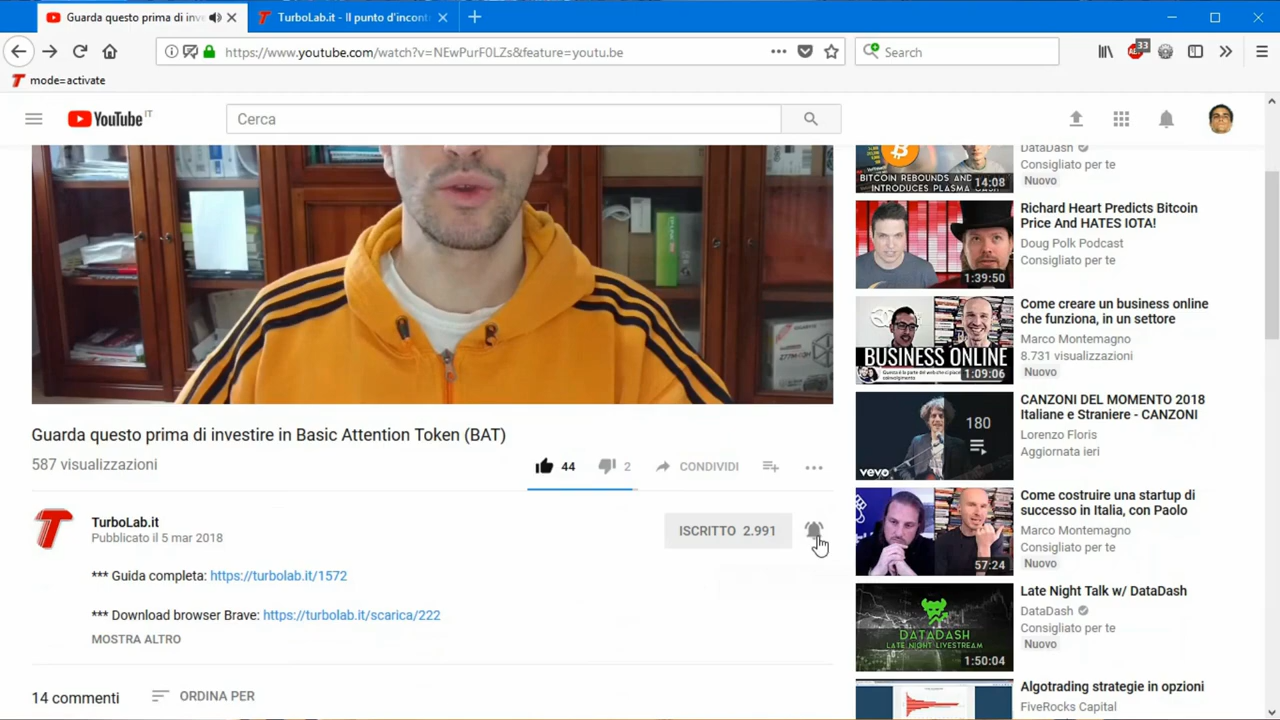 Guarda questo prima di inve
TurboLab.it - Il punto d'incont
https://www.youtube.com/watch?v=NEwPurF0LZs&feature=youtu.be
Search
33
mode=activate
YouTube IT
Cerca
BITCOIN REBOUNDS AND
INTRODUCES PLASMA CASH
14:08
DataDash
Consigliato per te
Nuovo
1:39:50
Richard Heart Predicts Bitcoin
Price And HATES IOTA!
Doug Polk Podcast
Consigliato per te
BUSINESS ONLINE
1:09:06
Come creare un business online
che funziona, in un settore
Marco Montemagno
8.731 visualizzazioni
Nuovo
180
vevo
CANZONI DEL MOMENTO 2018
Italiane e Straniere - CANZONI
Lorenzo Floris
Aggiornata ieri
57:24
Come costruire una startup di
successo in Italia, con Paolo
Marco Montemagno
Consigliato per te
Nuovo
DATADASH
LATE NIGHT LIVESTREAM
1:50:04
Late Night Talk w/ DataDash
DataDash
Consigliato per te
Nuovo
Algotrading strategie in opzioni
FiveRocks Capital
Guarda questo prima di investire in Basic Attention Token (BAT)
587 visualizzazioni
44
2
CONDIVIDI
TurboLab.it
Pubblicato il 5 mar 2018
ISCRITTO 2.991
*** Guida completa: https://turbolab.it/1572
*** Download browser Brave: https://turbolab.it/scarica/222
MOSTRA ALTRO
14 commenti
ORDINA PER